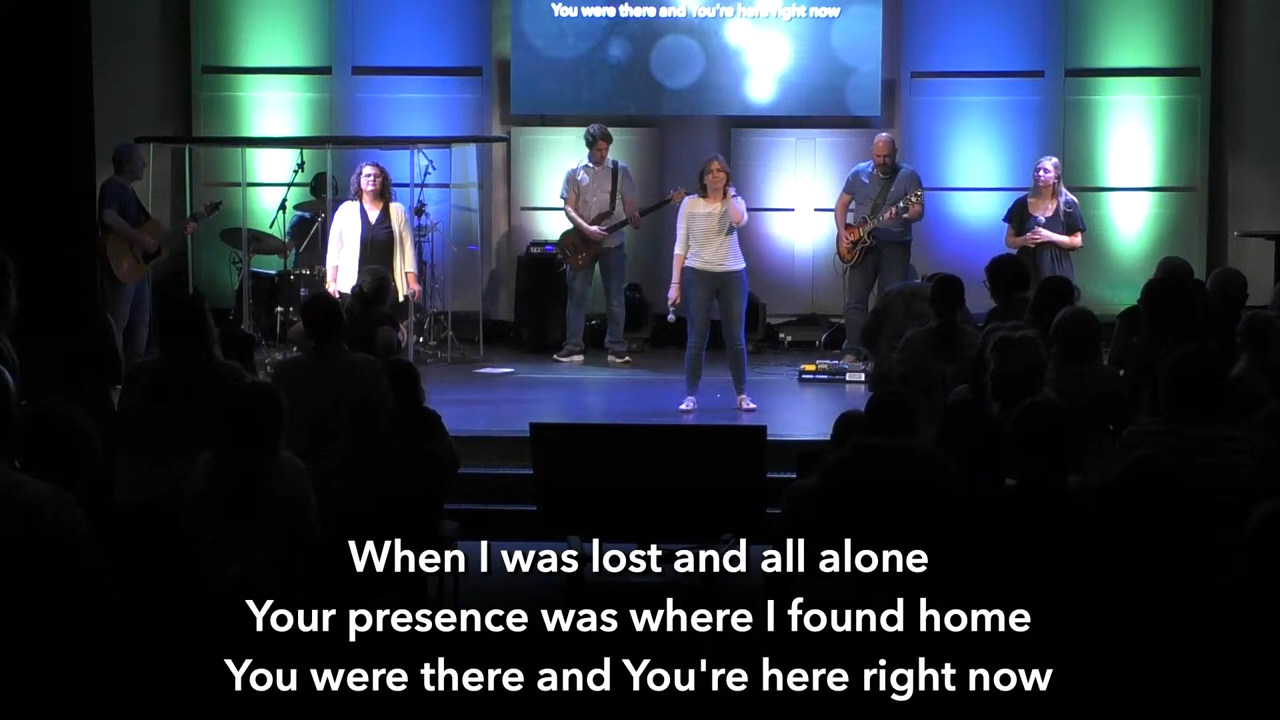 You were there and You're here right now
When I was lost and all alone
Your presence was where I found home
You were there and You're here right now